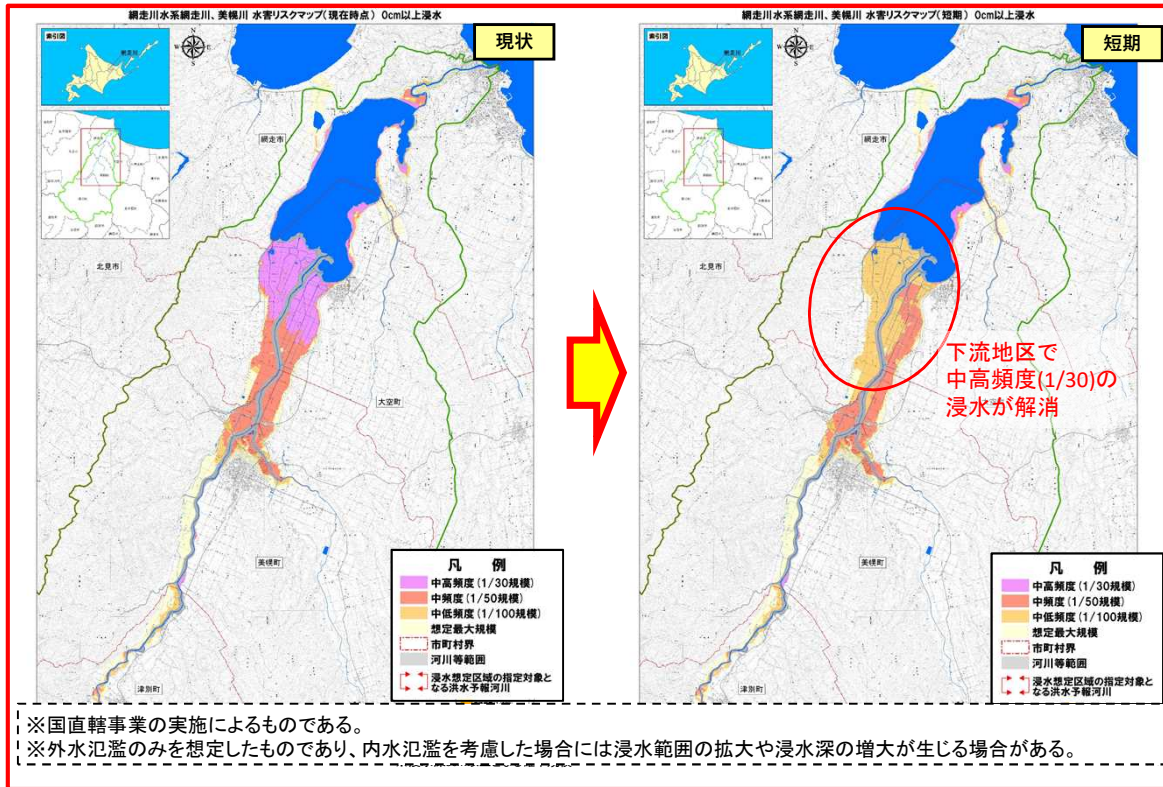 網走川水系網走川、美幌川 水害リスクマップ(現在時点) 0cm以上浸水
索引図
網走川
W E
現状
網走市
北見市
大空町
美幌町
津別町
凡 例
中高頻度(1/30規模)
中頻度(1/50規模)
中低頻度(1/100規模)
想定最大規模
市町村界
河川等範囲
浸水想定区域の指定対象と
なる洪水予報河川
網走川水系網走川、美幌川 水害リスクマップ(短期) 0cm以上浸水
索引図
網走川
W E
短期
網走市
北見市
下流地区で
中高頻度(1/30)の
浸水が解消
大空町
美幌町
津別町
凡 例
中高頻度(1/30規模)
中頻度(1/50規模)
中低頻度(1/100規模)
想定最大規模
市町村界
河川等範囲
浸水想定区域の指定対象と
なる洪水予報河川
※国直轄事業の実施によるものである。
※外水氾濫のみを想定したものであり、内水氾濫を考慮した場合には浸水範囲の拡大や浸水深の増大が生じる場合がある。